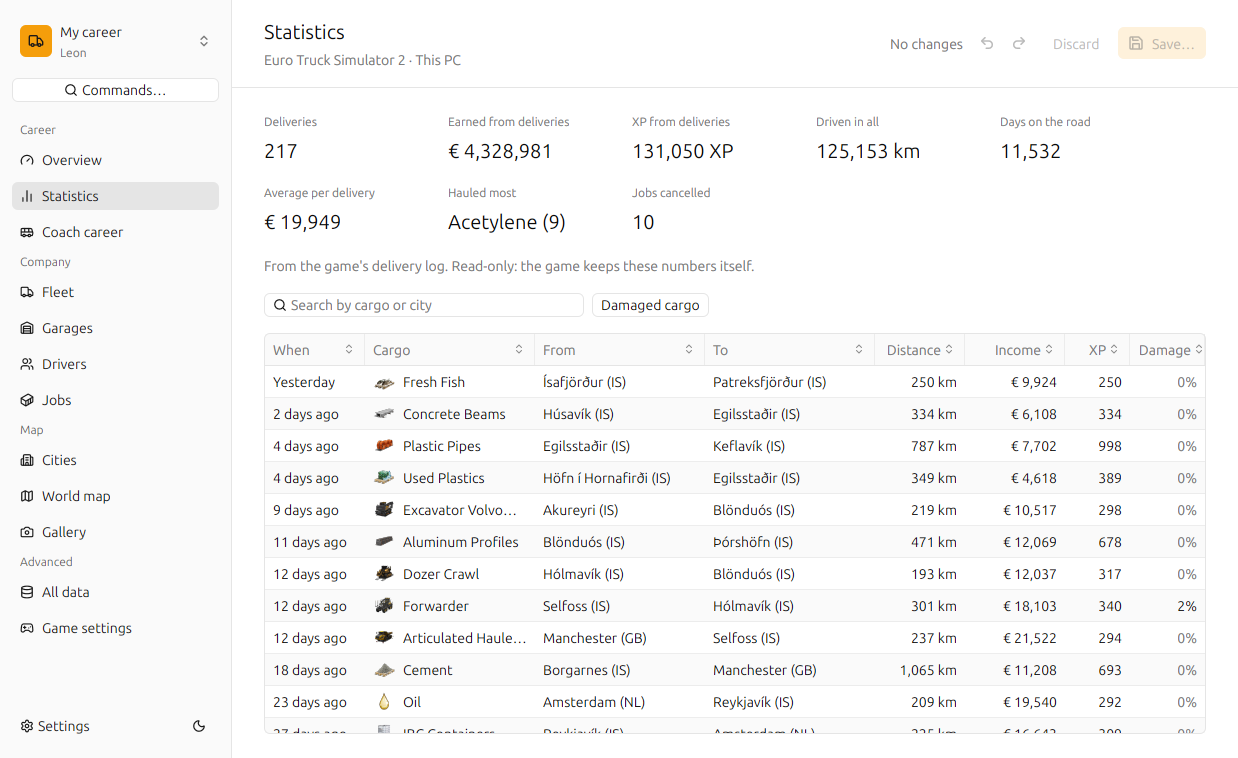 My career
Leon
Commands…
Career
Overview
Statistics
Coach career
Company
Fleet
Garages
Drivers
Jobs
Map
Cities
World map
Gallery
Advanced
All data
Game settings
Settings
Statistics
Euro Truck Simulator 2 · This PC
No changes Discard Save…
Deliveries Earned from deliveries XP from deliveries Driven in all Days on the road
217 € 4,328,981 131,050 XP 125,153 km 11,532
Average per delivery Hauled most Jobs cancelled
€ 19,949 Acetylene (9) 10
From the game's delivery log. Read-only: the game keeps these numbers itself.
Search by cargo or city Damaged cargo
When Cargo From To Distance Income XP Damage
Yesterday Fresh Fish Ísafjörður (IS) Patreksfjörður (IS) 250 km € 9,924 250 0%
2 days ago Concrete Beams Húsavík (IS) Egilsstaðir (IS) 334 km € 6,108 334 0%
4 days ago Plastic Pipes Egilsstaðir (IS) Keflavík (IS) 787 km € 7,702 998 0%
4 days ago Used Plastics Höfn í Hornafirði (IS) Egilsstaðir (IS) 349 km € 4,618 389 0%
9 days ago Excavator Volvo… Akureyri (IS) Blönduós (IS) 219 km € 10,517 298 0%
11 days ago Aluminum Profiles Blönduós (IS) Þórshöfn (IS) 471 km € 12,069 678 0%
12 days ago Dozer Crawl Hólmavík (IS) Blönduós (IS) 193 km € 12,037 317 0%
12 days ago Forwarder Selfoss (IS) Hólmavík (IS) 301 km € 18,103 340 2%
12 days ago Articulated Haule… Manchester (GB) Selfoss (IS) 237 km € 21,522 294 0%
18 days ago Cement Borgarnes (IS) Manchester (GB) 1,065 km € 11,208 693 0%
23 days ago Oil Amsterdam (NL) Reykjavík (IS) 209 km € 19,540 292 0%
27 days ago IBC Containers Reykjavík (IS) Amsterdam (NL)